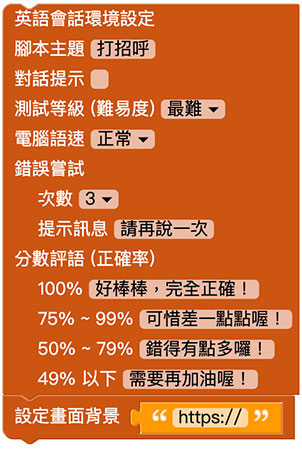 英語會話環境設定
腳本主題 打招呼
對話提示
測試等級 (難易度) 最難
電腦語速 正常
錯誤嘗試
次數 3
提示訊息 請再說一次
分數評語 (正確率)
100% 好棒棒，完全正確！
75% ~ 99% 可惜差一點點喔！
50% ~ 79% 錯得有點多囉！
49% 以下 需要再加油喔！
設定畫面背景 “ https:// ”